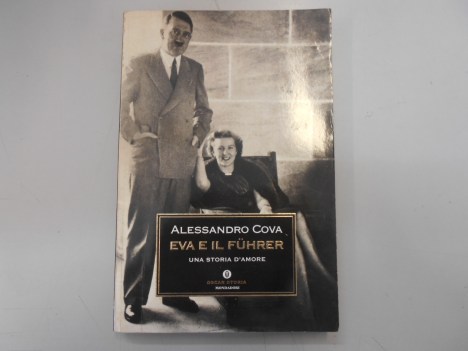 ALESSANDRO COVA
EVA E IL FÜHRER
UNA STORIA D'AMORE
OSCAR STORIA
MONDADORI